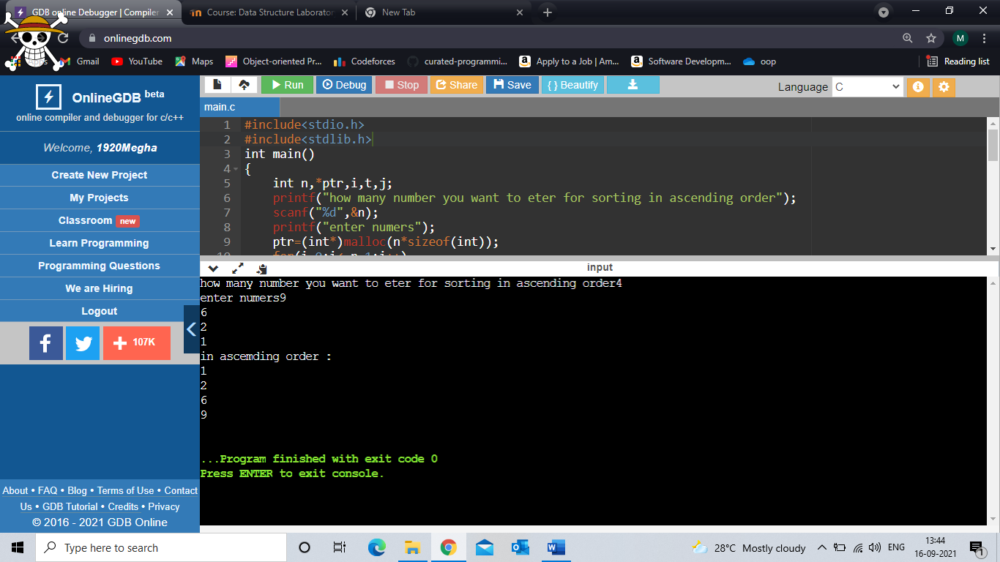 GDB online Debugger | Compiler
Course: Data Structure Laborator
New Tab
onlinegdb.com
M
Apps
Gmail
YouTube
Maps
Object-oriented Pr...
Codeforces
curated-programmi...
Apply to a Job | Am...
Software Developm...
oop
Reading list
OnlineGDB beta
online compiler and debugger for c/c++
Welcome, 1920Megha
Create New Project
My Projects
Classroom new
Learn Programming
Programming Questions
We are Hiring
Logout
107K
About • FAQ • Blog • Terms of Use • Contact
Us • GDB Tutorial • Credits • Privacy
© 2016 - 2021 GDB Online
Run
Debug
Stop
Share
Save
{ } Beautify
Language C
main.c
1 #include<stdio.h>
2 #include<stdlib.h>
3 int main()
4 {
5 int n,*ptr,i,t,j;
6 printf("how many number you want to eter for sorting in ascending order");
7 scanf("%d",&n);
8 printf("enter numers");
9 ptr=(int*)malloc(n*sizeof(int));
input
how many number you want to eter for sorting in ascending order4
enter numers9
6
2
1
in ascemding order :
1
2
6
9
...Program finished with exit code 0
Press ENTER to exit console.
Type here to search
28°C Mostly cloudy
ENG
13:44
16-09-2021
1